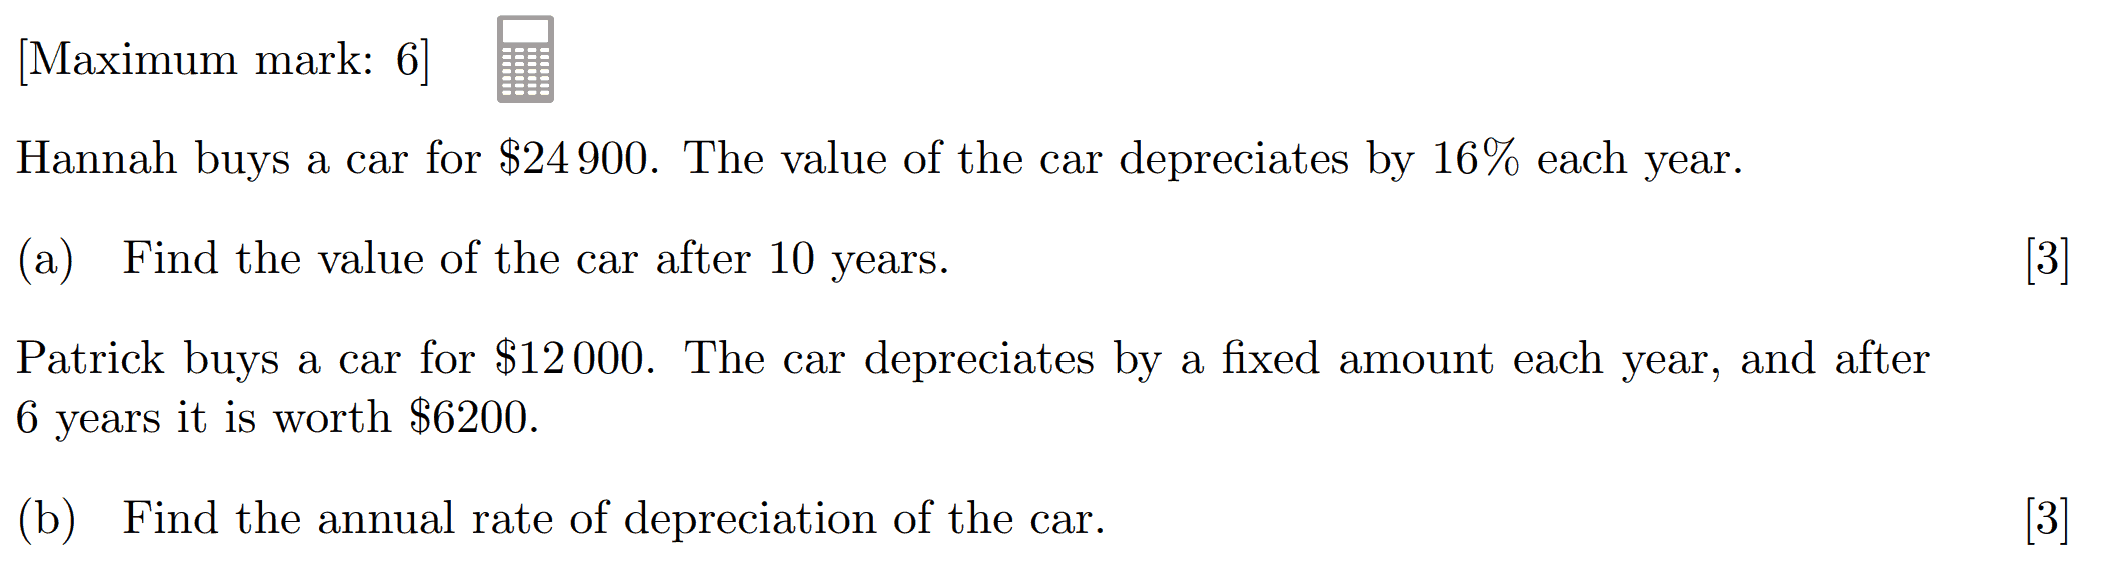 [Maximum mark: 6]
Hannah buys a car for $24 900. The value of the car depreciates by 16% each year.
(a) Find the value of the car after 10 years. [3]
Patrick buys a car for $12 000. The car depreciates by a fixed amount each year, and after
6 years it is worth $6200.
(b) Find the annual rate of depreciation of the car. [3]